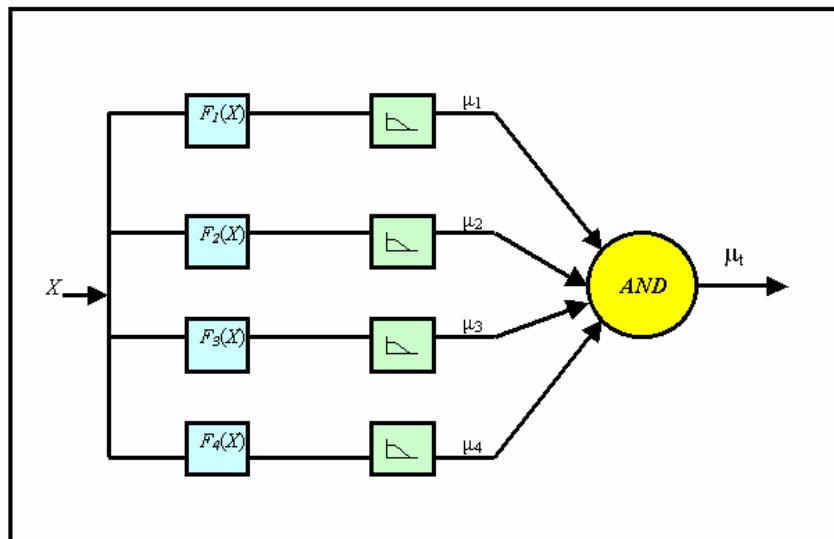 F₁(X)
μ₁
F₂(X)
μ₂
X
AND
μₜ
F₃(X)
μ₃
F₄(X)
μ₄